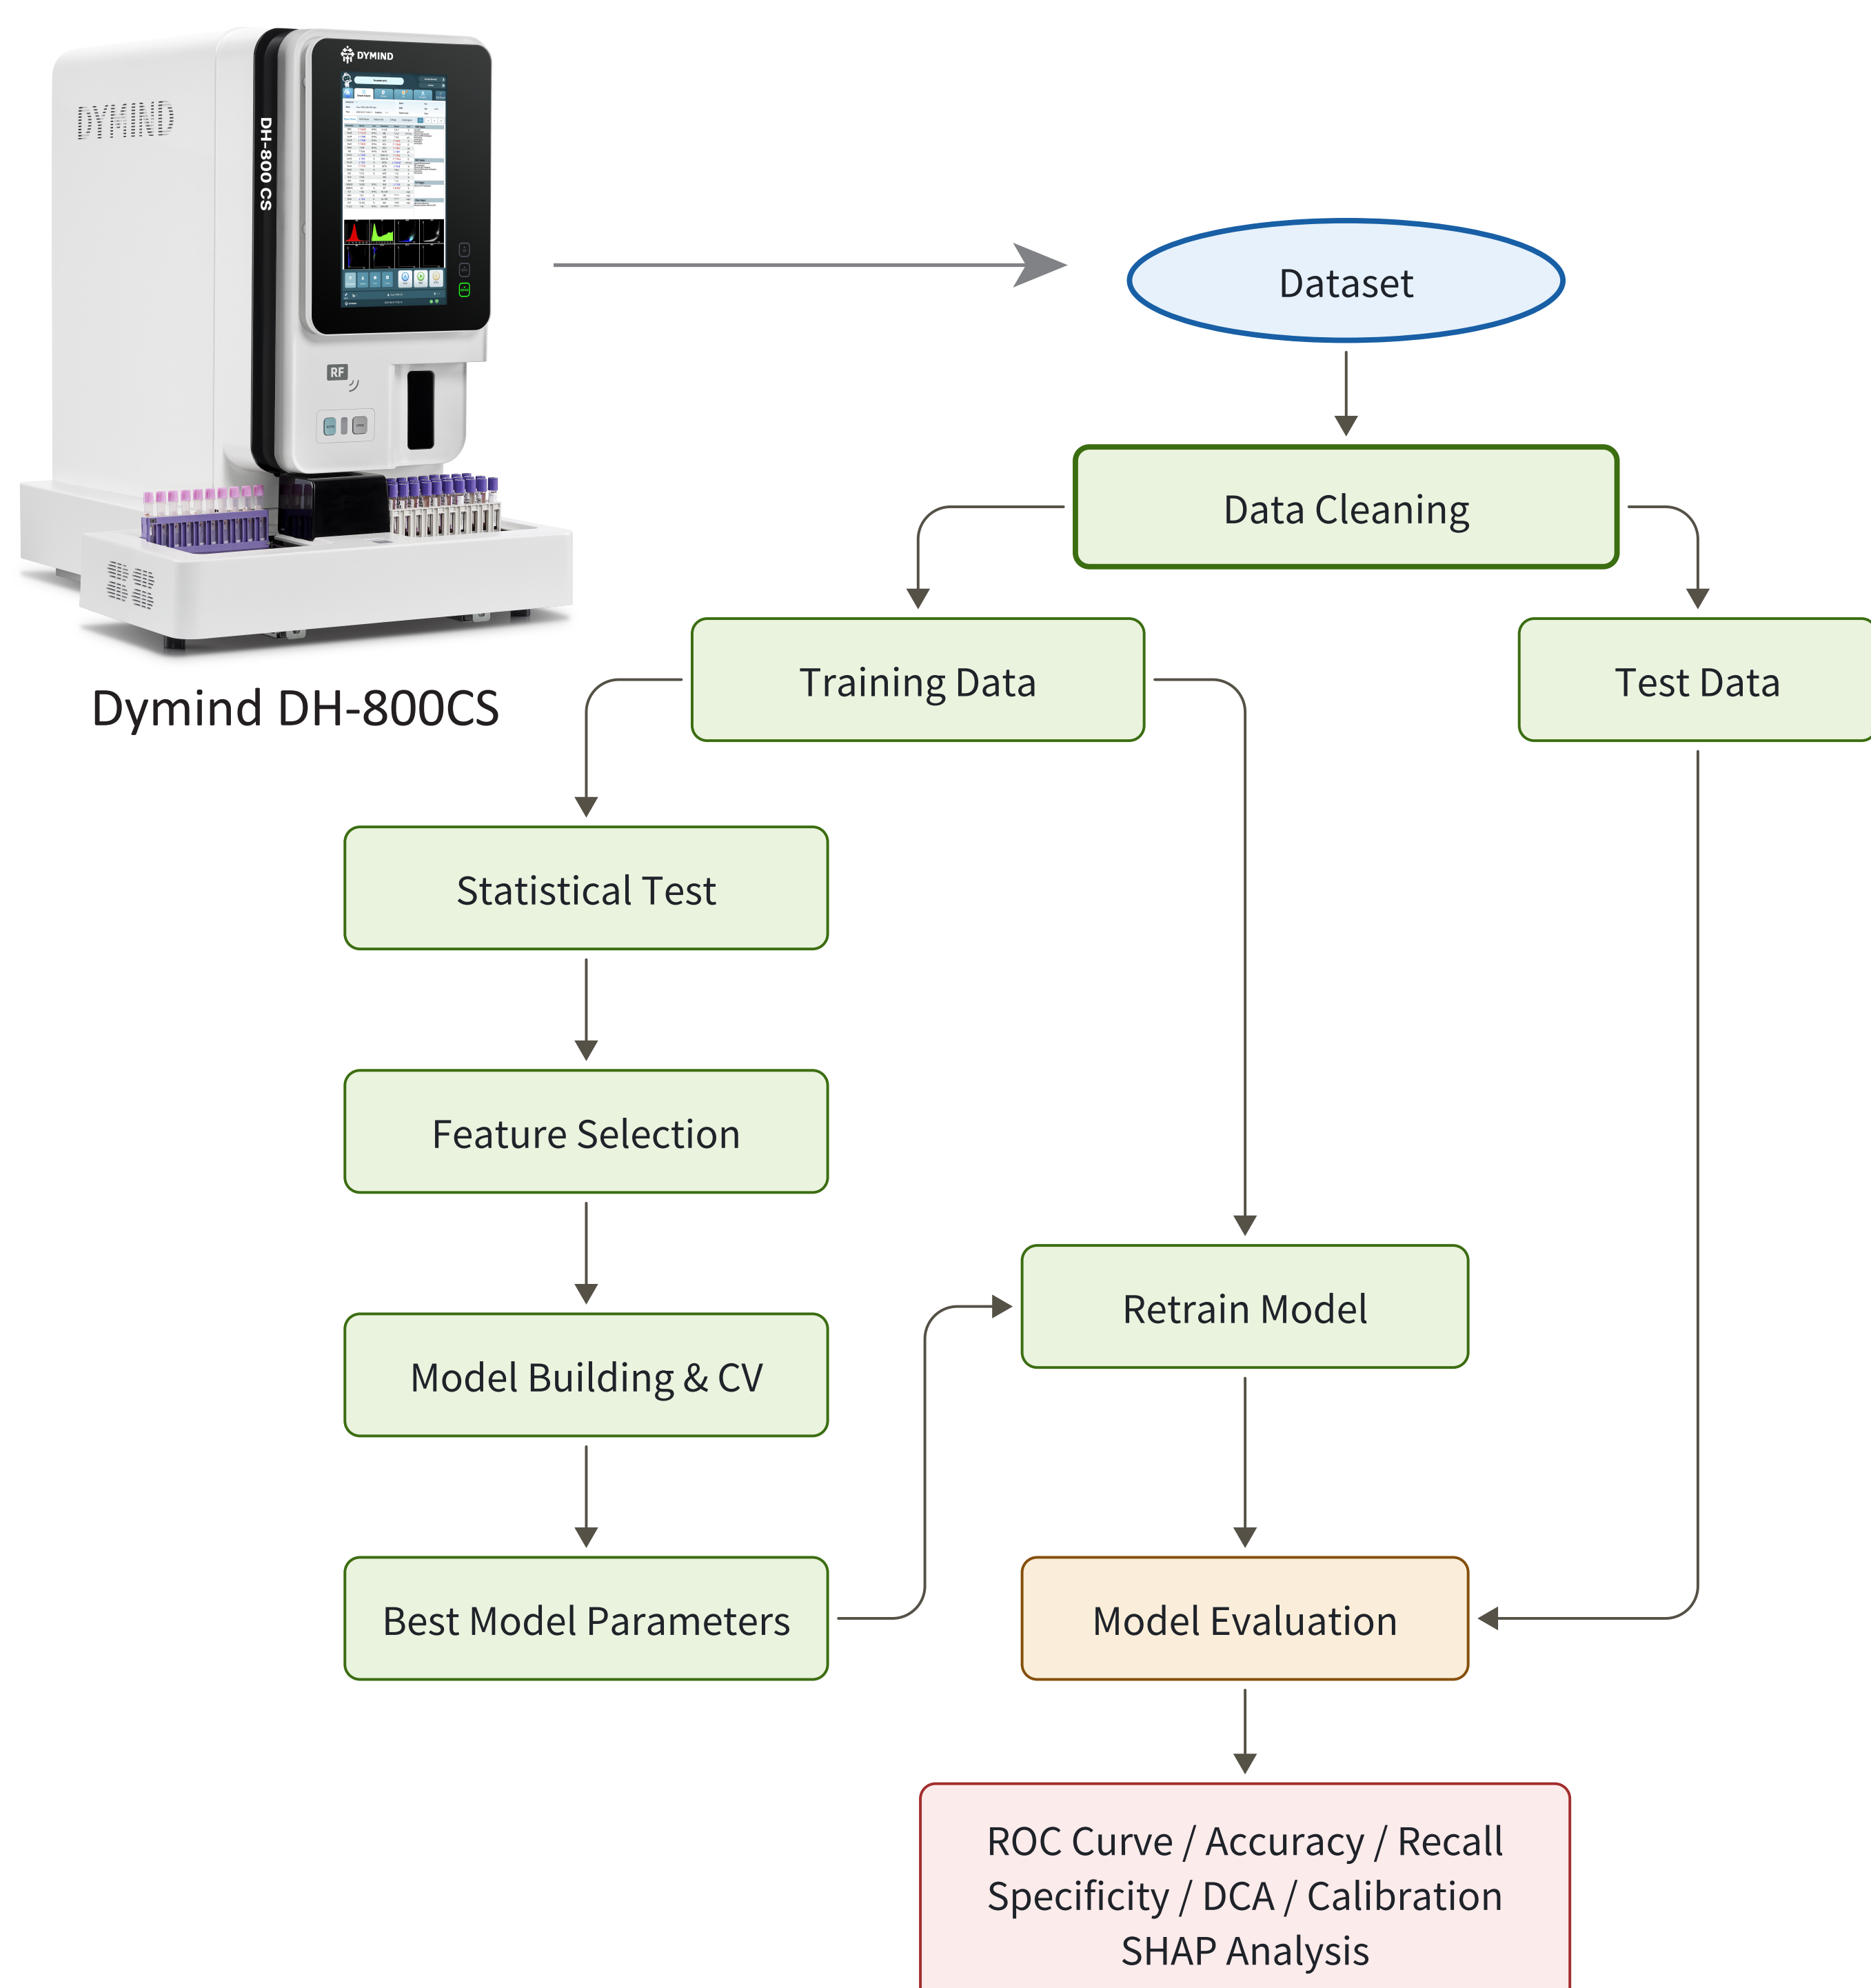 DYMIND
DYMIND
DH-800 CS
RF
Dymind DH-800CS
Dataset
Data Cleaning
Training Data
Test Data
Statistical Test
Feature Selection
Retrain Model
Model Building & CV
Best Model Parameters
Model Evaluation
ROC Curve / Accuracy / Recall
Specificity / DCA / Calibration
SHAP Analysis